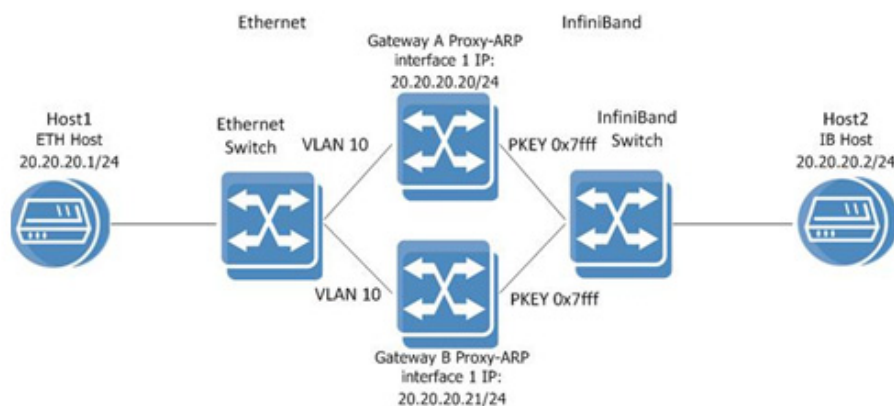 Ethernet
InfiniBand
Gateway A Proxy-ARP
interface 1 IP:
20.20.20.20/24
Host1
ETH Host
20.20.20.1/24
Ethernet
Switch
VLAN 10
PKEY 0x7fff
InfiniBand
Switch
Host2
IB Host
20.20.20.2/24
VLAN 10
PKEY 0x7fff
Gateway B Proxy-ARP
interface 1 IP:
20.20.20.21/24